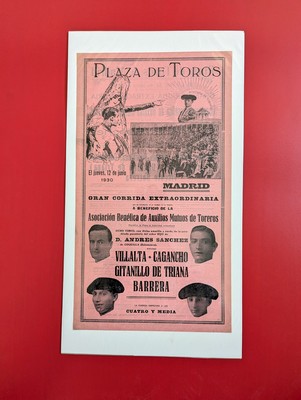 PLAZA DE TOROS
El jueves, 12 de junio
1930
MADRID
GRAN CORRIDA EXTRAORDINARIA
A BENEFICIO DE LA
Asociación Benéfica de Auxilios Mutuos de Toreros
D. ANDRES SANCHEZ
VILLALTA - CAGANCHO
GITANILLO DE TRIANA
BARRERA
CUATRO Y MEDIA